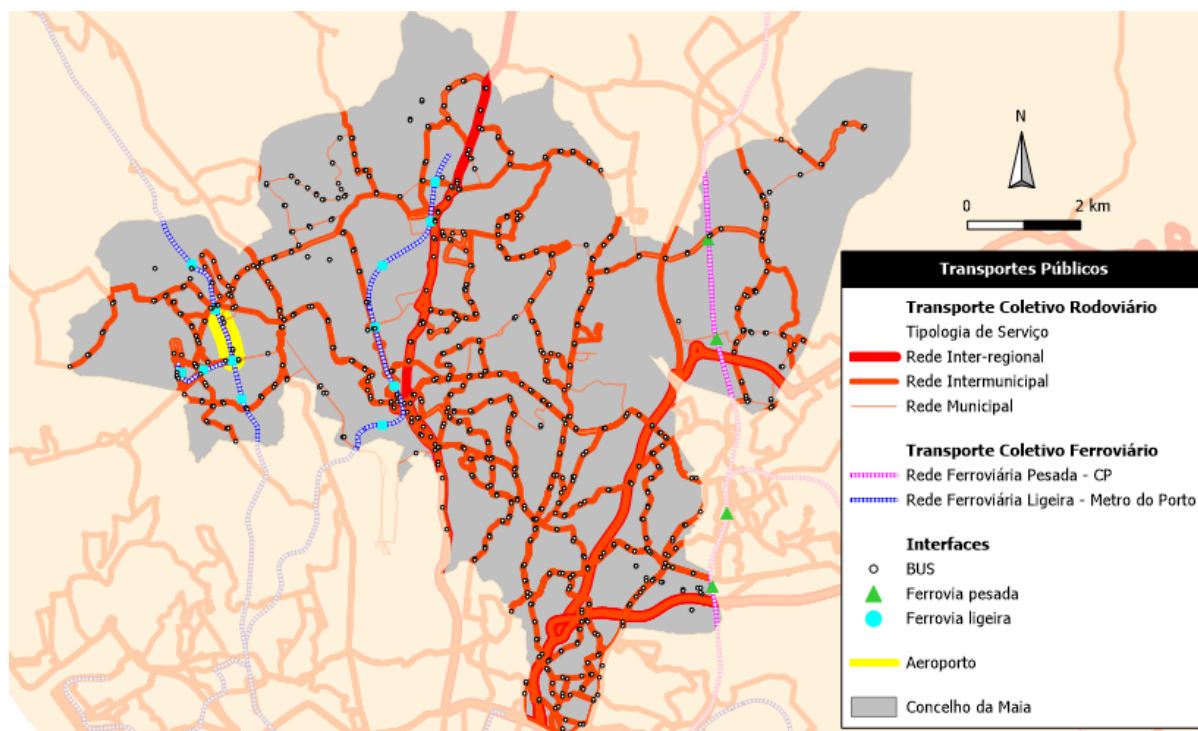 N
0 2 km
Transportes Públicos
Transporte Coletivo Rodoviário
Tipologia de Serviço
Rede Inter-regional
Rede Intermunicipal
Rede Municipal
Transporte Coletivo Ferroviário
Rede Ferroviária Pesada - CP
Rede Ferroviária Ligeira - Metro do Porto
Interfaces
BUS
Ferrovia pesada
Ferrovia ligeira
Aeroporto
Concelho da Maia